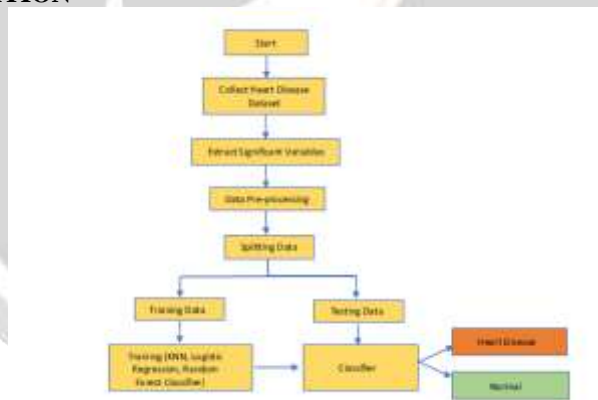 Start
Collect Heart Disease
Dataset
Extract Significant Variables
Data Pre-processing
Splitting Data
Training Data
Testing Data
Training (KNN, Logistic
Regression, Random
Forest Classifier)
Classifier
Heart Disease
Normal